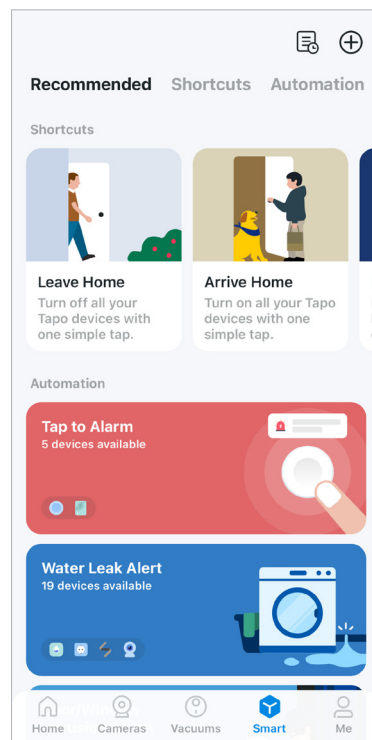 Recommended Shortcuts Automation
Shortcuts
Leave Home
Turn off all your
Tapo devices with
one simple tap.
Arrive Home
Turn on all your Tapo
devices with one
simple tap.
Automation
Tap to Alarm
5 devices available
Water Leak Alert
19 devices available
Home Cameras Vacuums Smart Me